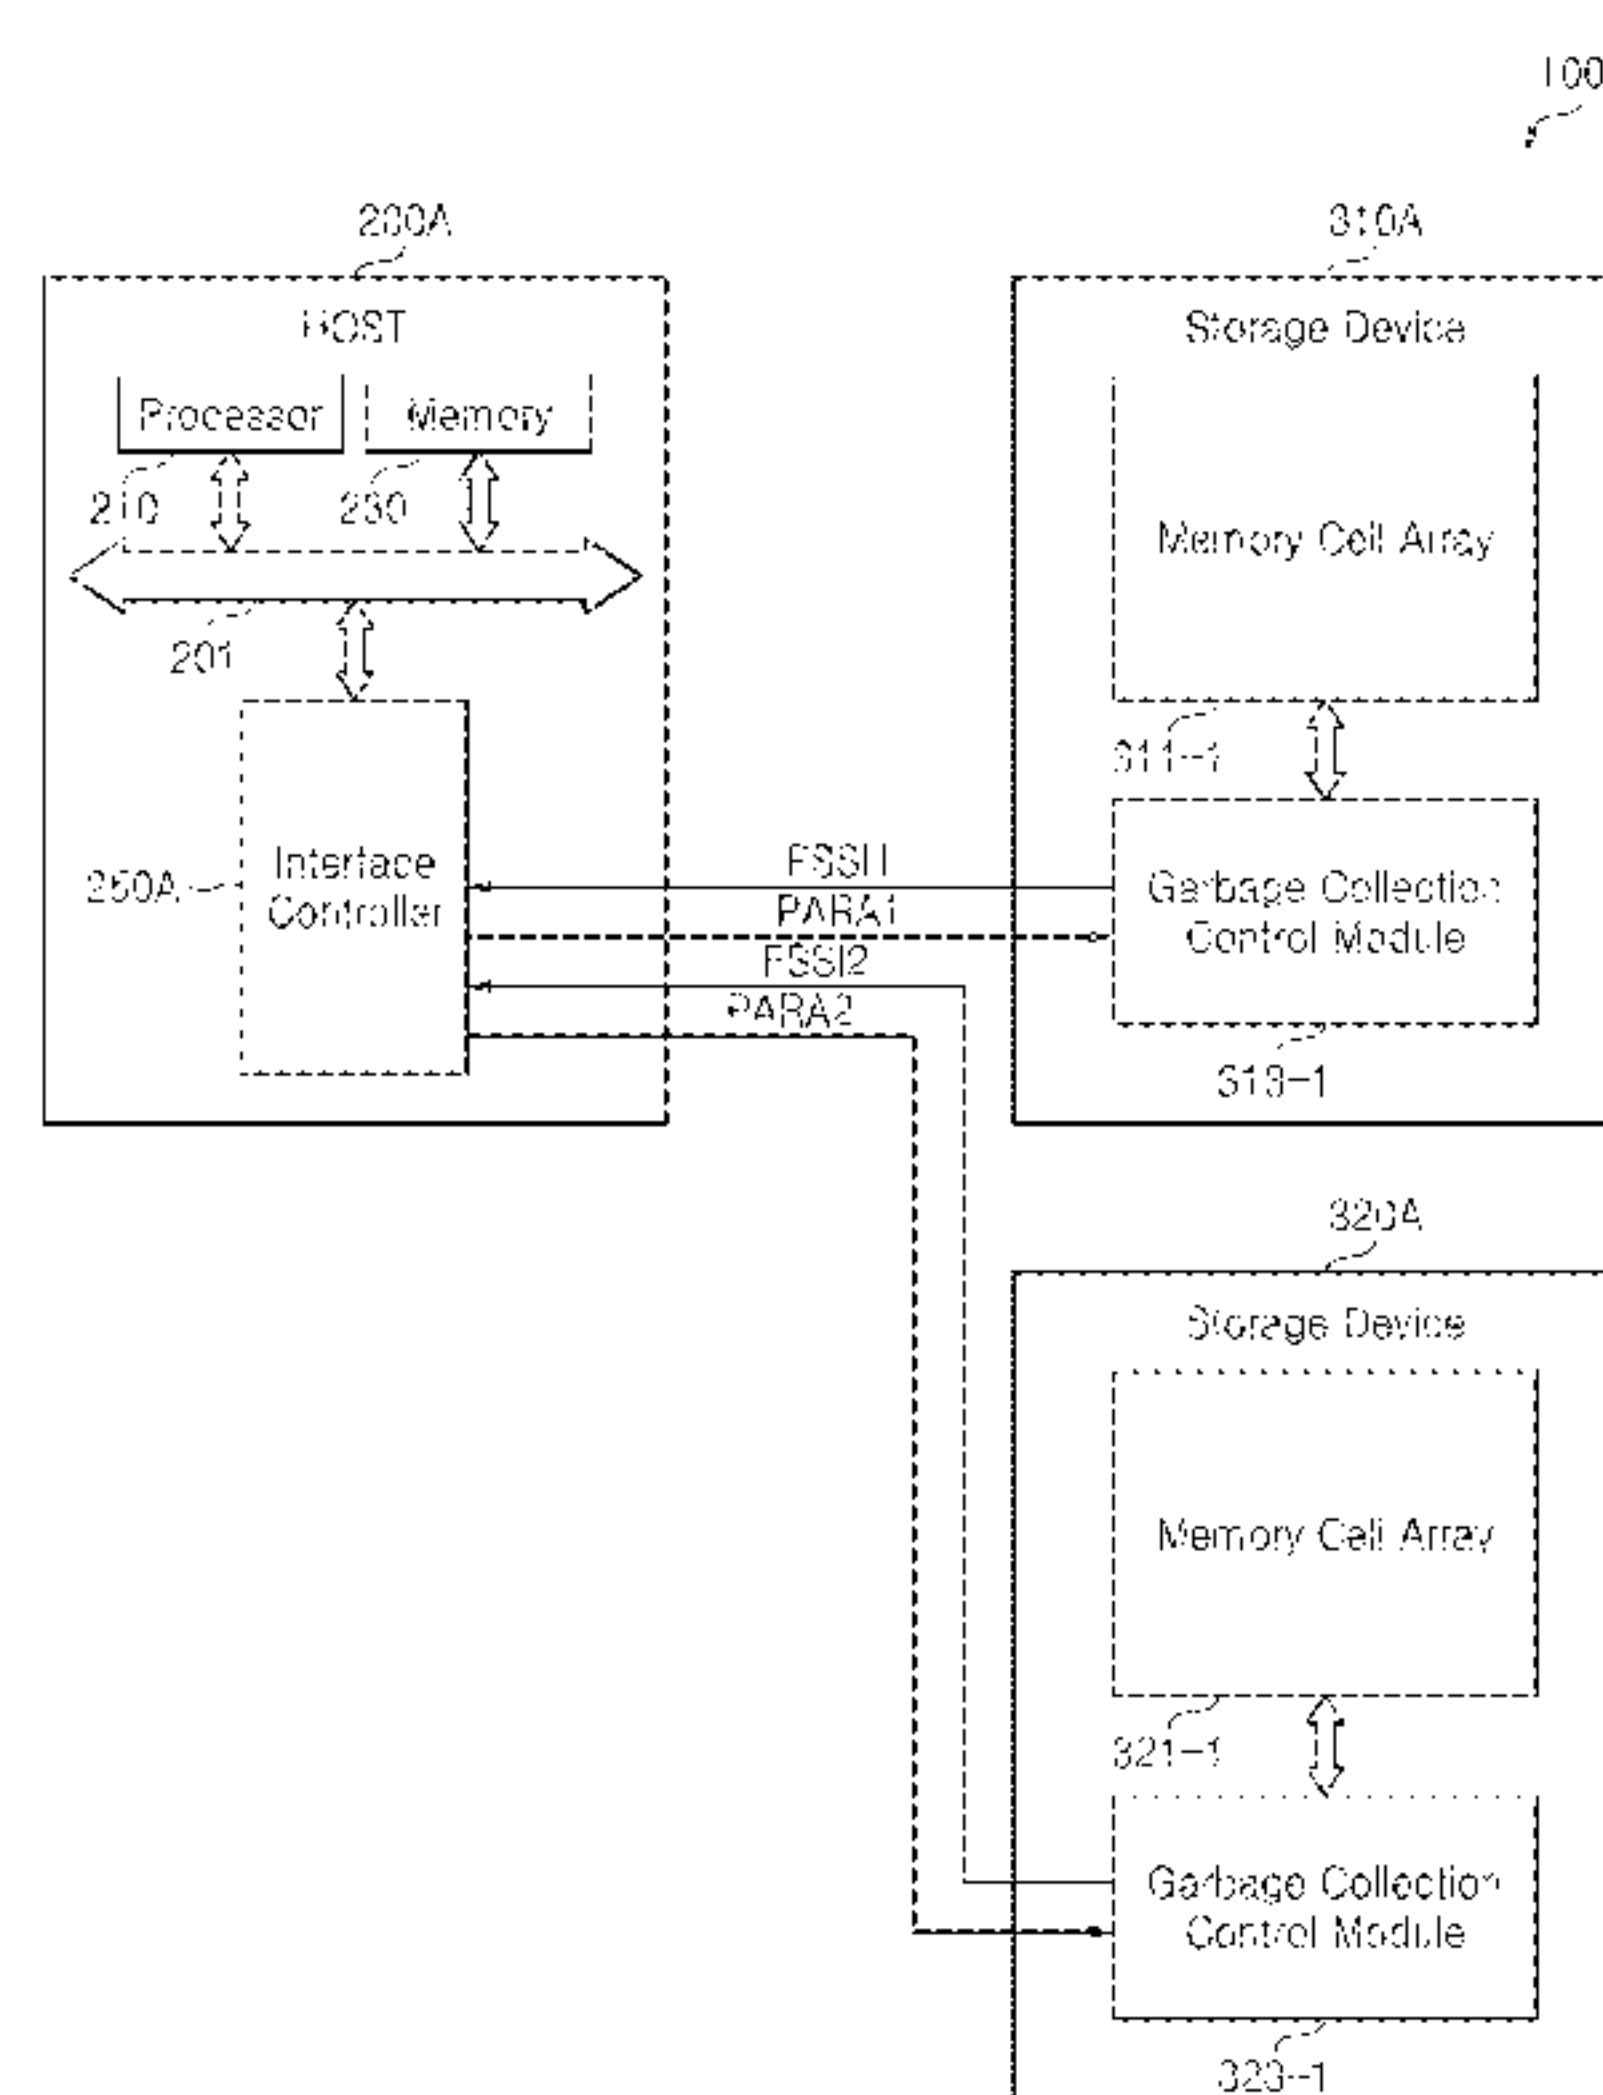 100
200A
310A
HOST
Storage Device
Processor
Memory
210
230
Memory Cell Array
201
311-1
Interface
Controller
250A
FSSI1
PARA1
FSSI2
PARA2
Garbage Collection
Control Module
313-1
320A
Storage Device
Memory Cell Array
321-1
Garbage Collection
Control Module
323-1